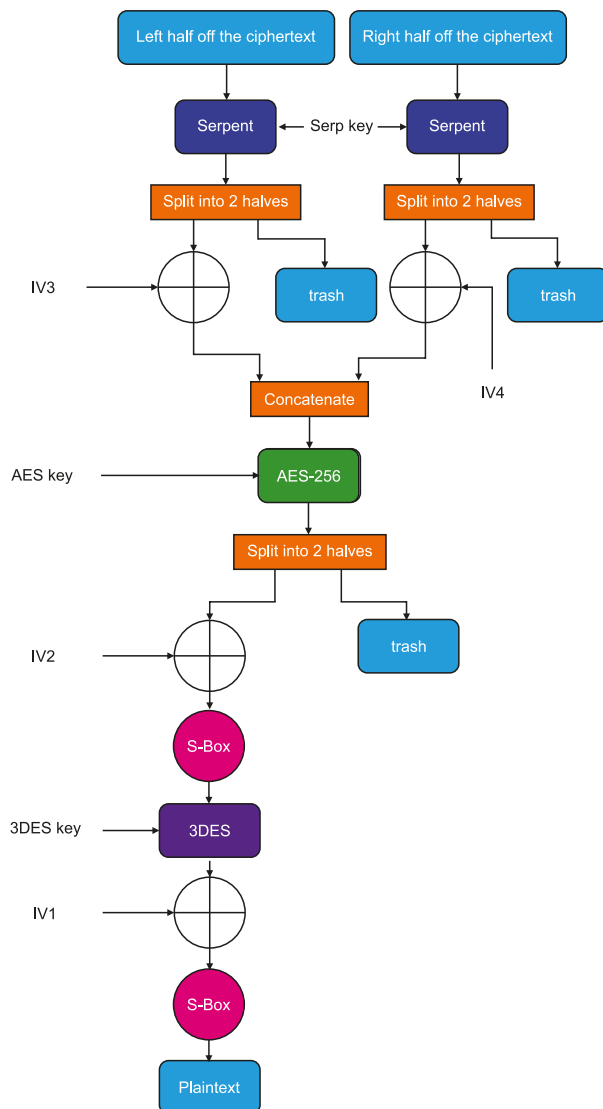 Left half off the ciphertext
Right half off the ciphertext
Serpent
Serp key
Serpent
Split into 2 halves
Split into 2 halves
IV3
trash
trash
IV4
Concatenate
AES key
AES-256
Split into 2 halves
IV2
trash
S-Box
3DES key
3DES
IV1
S-Box
Plaintext